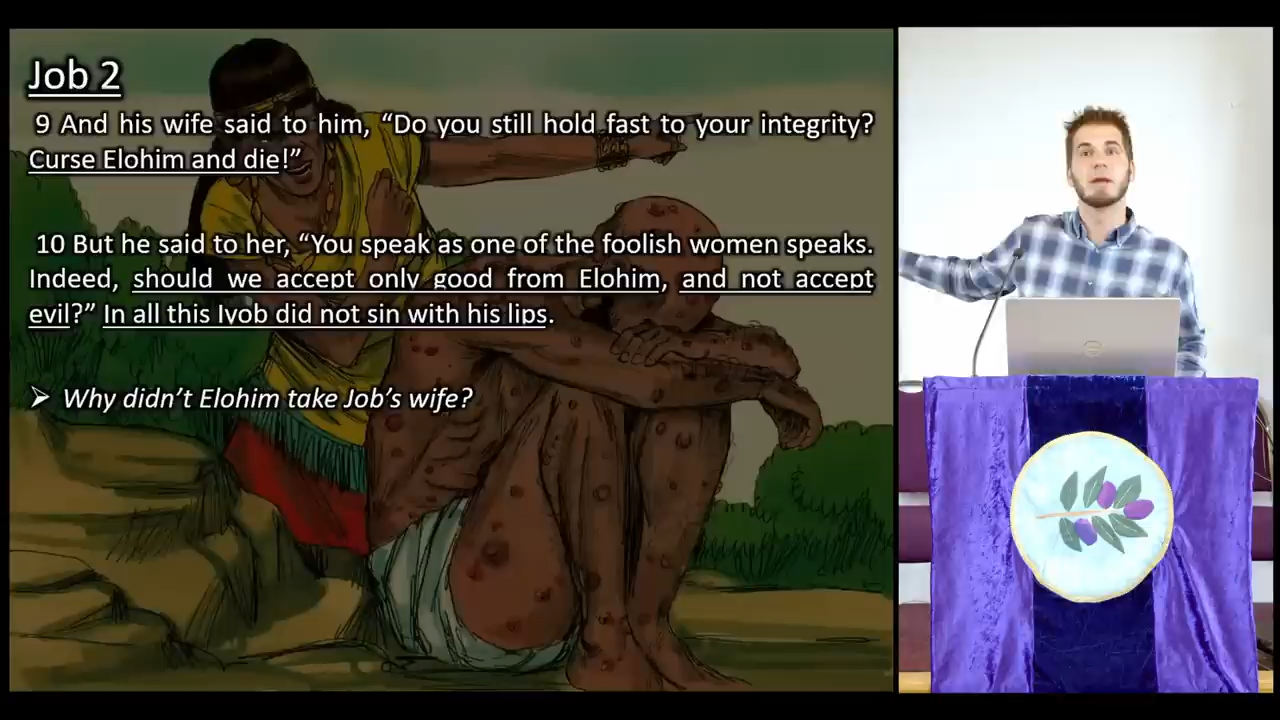 Job 2
9 And his wife said to him, “Do you still hold fast to your integrity?
Curse Elohim and die!”
10 But he said to her, “You speak as one of the foolish women speaks.
Indeed, should we accept only good from Elohim, and not accept
evil?” In all this Iyob did not sin with his lips.
➢ Why didn’t Elohim take Job’s wife?